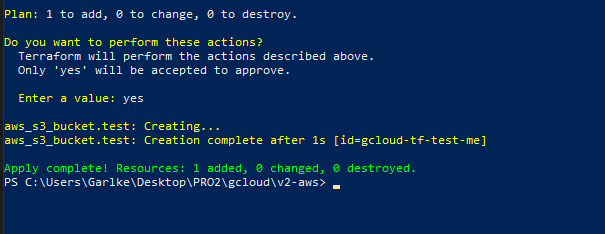 Plan: 1 to add, 0 to change, 0 to destroy.
Do you want to perform these actions?
Terraform will perform the actions described above.
Only 'yes' will be accepted to approve.
Enter a value: yes
aws_s3_bucket.test: Creating...
aws_s3_bucket.test: Creation complete after 1s [id=gcloud-tf-test-me]
Apply complete! Resources: 1 added, 0 changed, 0 destroyed.
PS C:\Users\Garlke\Desktop\PRO2\gcloud\v2-aws>